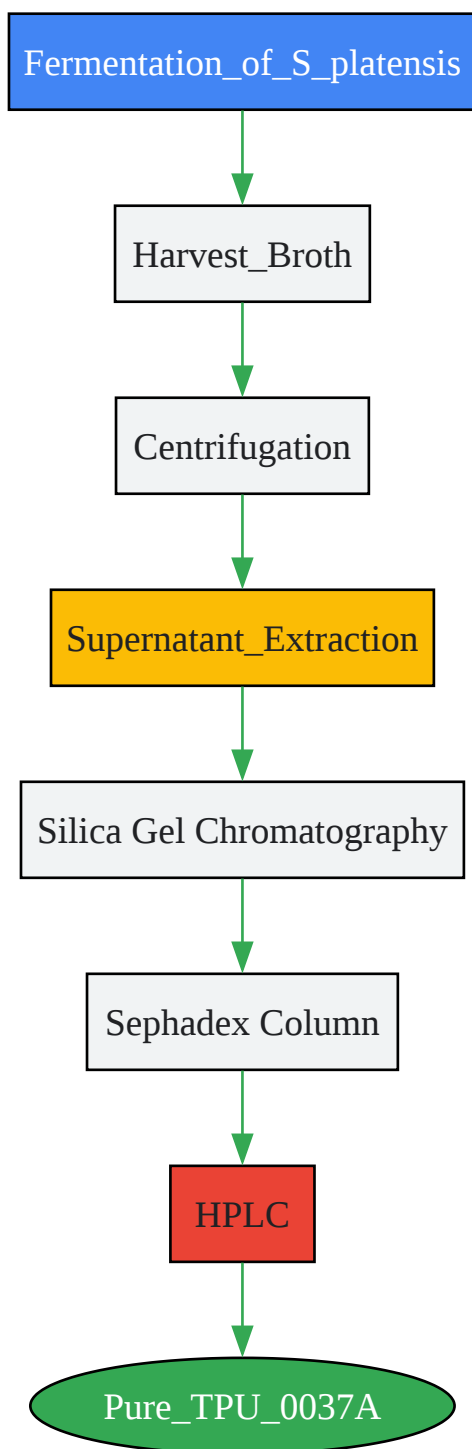 Fermentation_of_S_platensis
Harvest_Broth
Centrifugation
Supernatant_Extraction
Silica Gel Chromatography
Sephadex Column
HPLC
Pure_TPU_0037A